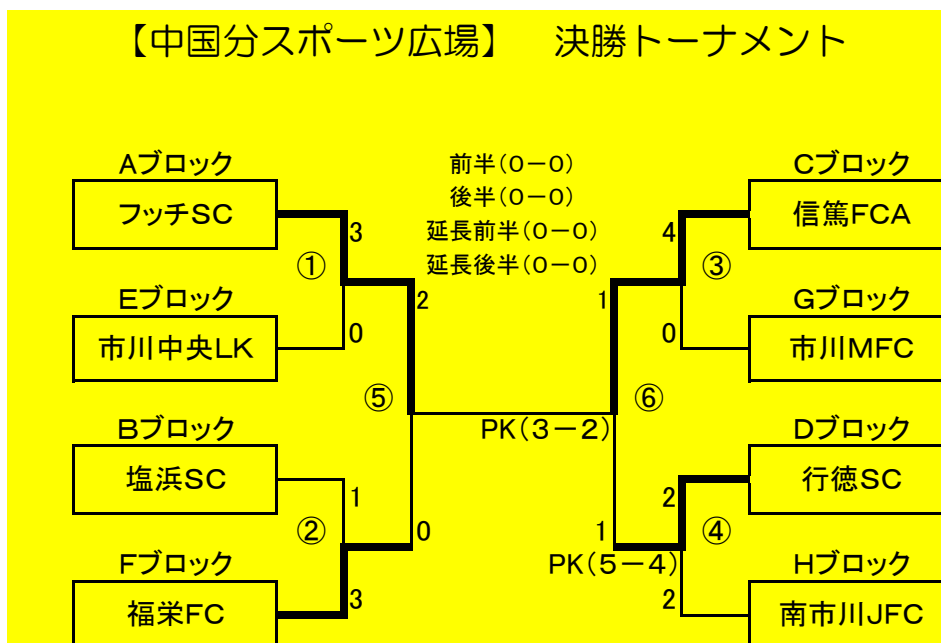 【中国分スポーツ広場】　決勝トーナメント
Aブロック
前半(0－0)
Cブロック
フッチSC
後半(0－0)
信篤FCA
3
延長前半(0－0)
4
①
延長後半(0－0)
③
Eブロック
2
1
Gブロック
市川中央LK
0
0
市川MFC
⑤
⑥
Bブロック
PK(3－2)
Dブロック
塩浜SC
1
2
行徳SC
②
0
1
④
Fブロック
PK(5－4)
Hブロック
福栄FC
3
2
南市川JFC